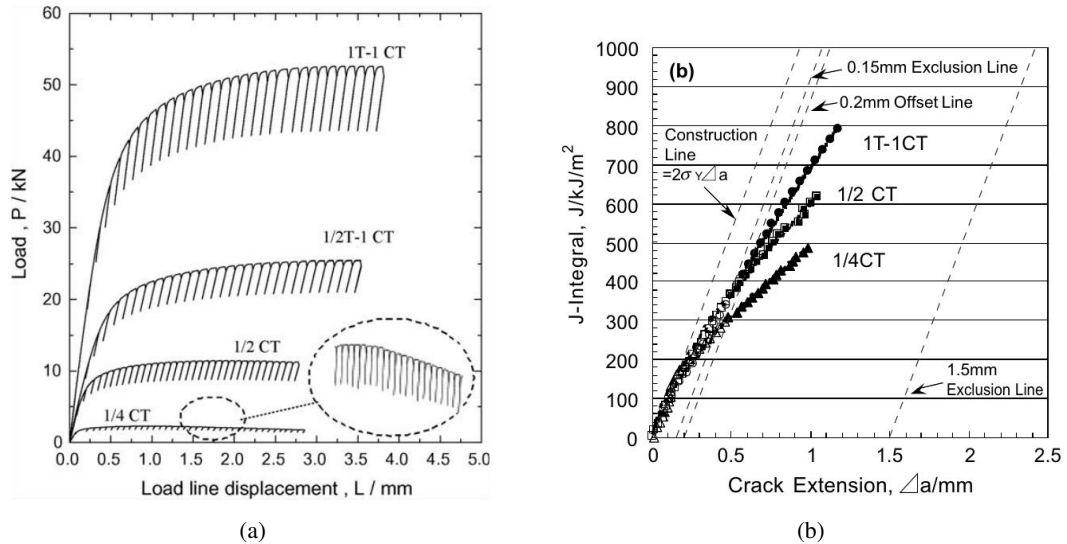 60
50
40
30
20
10
0
0.0 0.5 1.0 1.5 2.0 2.5 3.0 3.5 4.0 4.5 5.0
Load , P / kN
Load line displacement , L / mm
1T-1 CT
1/2T-1 CT
1/2 CT
1/4 CT
(a)
1000
900
800
700
600
500
400
300
200
100
0
0 0.5 1 1.5 2 2.5
J-Integral, J/kJ/m²
Crack Extension, ⊿a/mm
(b)
0.15mm Exclusion Line
0.2mm Offset Line
Construction
Line
=2σY⊿a
1T-1CT
1/2 CT
1/4CT
1.5mm
Exclusion Line
(b)